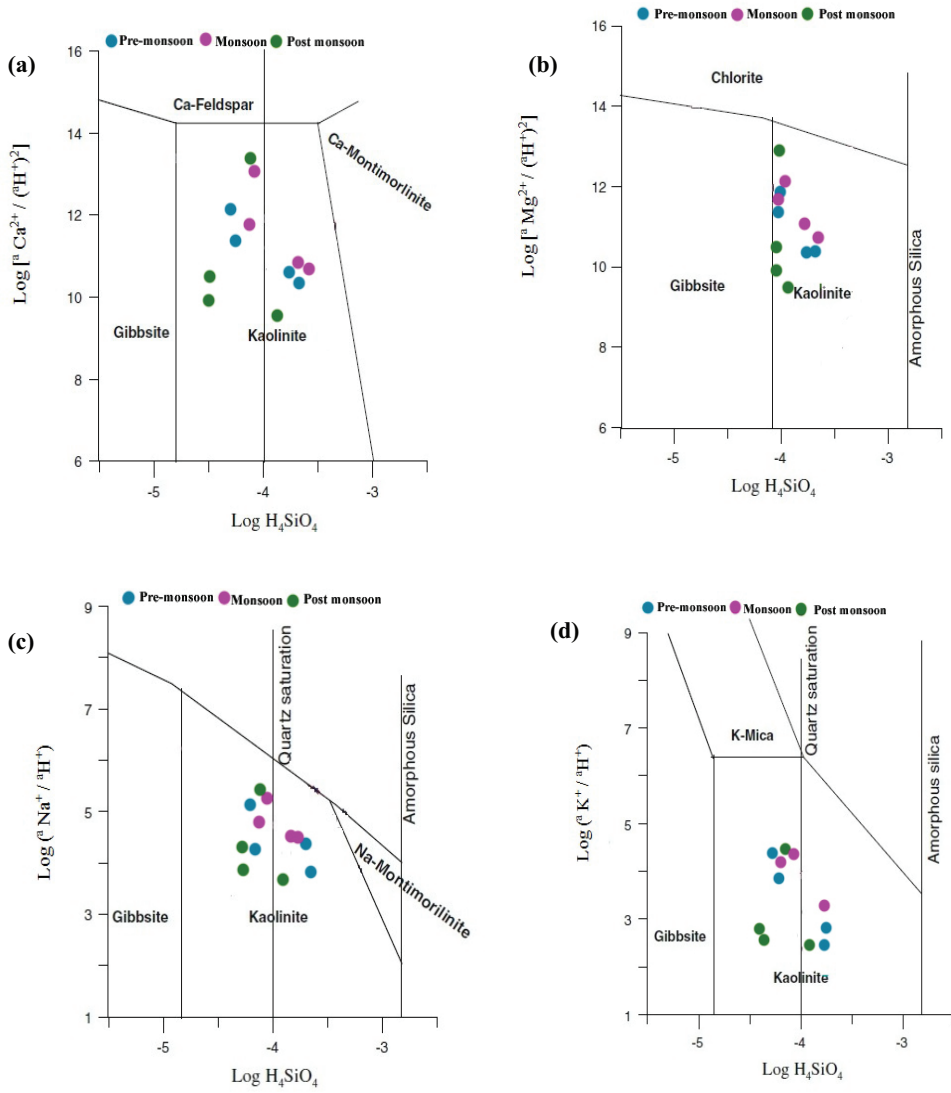 Pre-monsoon Monsoon Post monsoon
(a)
16
14
12
10
8
6
Log [ᵃ Ca²⁺ / (ᵃH⁺)²]
Ca-Feldspar
Ca-Montimorlinite
Gibbsite
Kaolinite
-5 -4 -3
Log H₄SiO₄
Pre-monsoon Monsoon Post monsoon
(b)
16
14
12
10
8
6
Log [ᵃ Mg²⁺ / (ᵃH⁺)²]
Chlorite
Gibbsite
Kaolinite
Amorphous Silica
-5 -4 -3
Log H₄SiO₄
Pre-monsoon Monsoon Post monsoon
(c)
9
7
5
3
1
Log (ᵃ Na⁺ / ᵃH⁺)
Quartz saturation
Amorphous Silica
Na-Montimorilinite
Gibbsite
Kaolinite
-5 -4 -3
Log H₄SiO₄
Pre-monsoon Monsoon Post monsoon
(d)
9
7
5
3
1
Log (ᵃ K⁺ / ᵃH⁺)
K-Mica
Quartz saturation
Amorphous silica
Gibbsite
Kaolinite
-5 -4 -3
Log H₄SiO₄